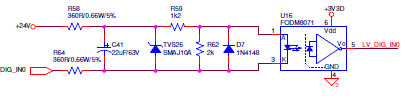 R58
360R/0.66W/5%
R59
1k2
U16
FODM8071
+3V3D
+24V
C41
22uF/63V
TVS26
SMAJ10A
R62
2k
D7
1N4148
1
A
3
K
6
Vdd
Vo
5
LV_DIG_IN0
GND
4
R64
360R/0.66W/5%
DIG_IN0